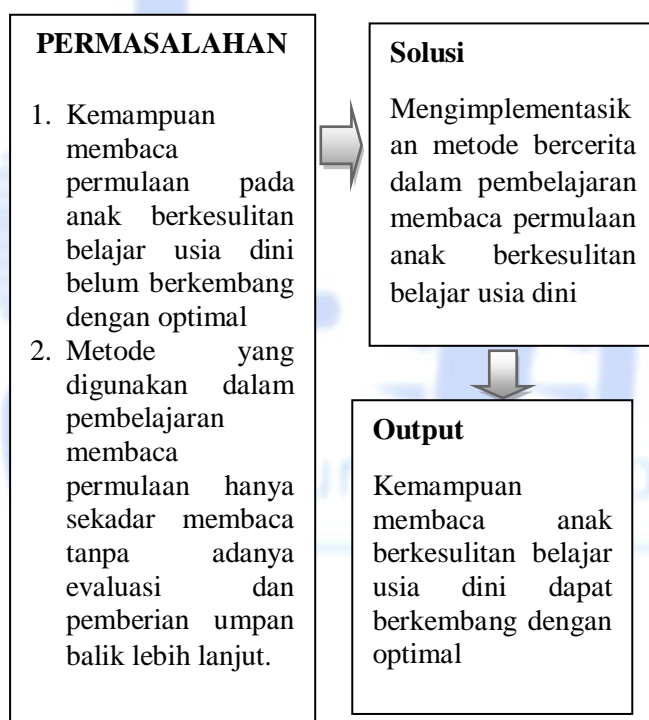 PERMASALAHAN
1. Kemampuan
membaca
permulaan pada
anak berkesulitan
belajar usia dini
belum berkembang
dengan optimal
2. Metode yang
digunakan dalam
pembelajaran
membaca
permulaan hanya
sekadar membaca
tanpa adanya
evaluasi dan
pemberian umpan
balik lebih lanjut.
Solusi
Mengimplementasik
an metode bercerita
dalam pembelajaran
membaca permulaan
anak berkesulitan
belajar usia dini
Output
Kemampuan
membaca anak
berkesulitan belajar
usia dini dapat
berkembang dengan
optimal